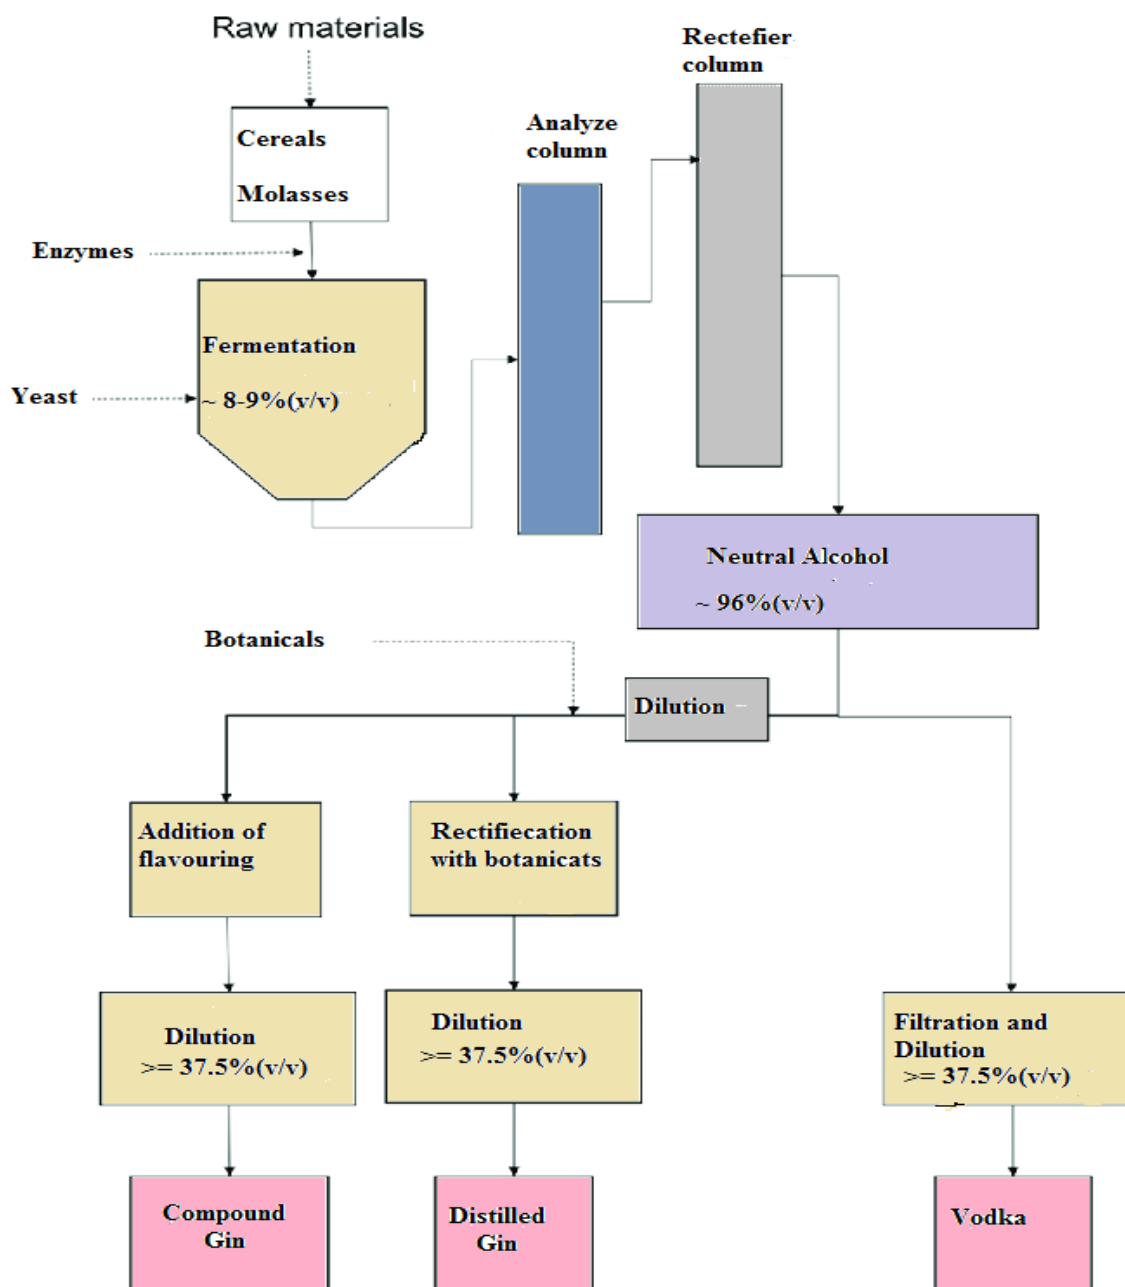 Raw materials
Rectefier
column
Analyze
column
Cereals
Molasses
Enzymes
Fermentation
~ 8-9%(v/v)
Yeast
Neutral Alcohol
~ 96%(v/v)
Botanicals
Dilution
Addition of
flavouring
Rectifiecation
with botanicats
Dilution
>= 37.5%(v/v)
Dilution
>= 37.5%(v/v)
Filtration and
Dilution
>= 37.5%(v/v)
Compound
Gin
Distilled
Gin
Vodka